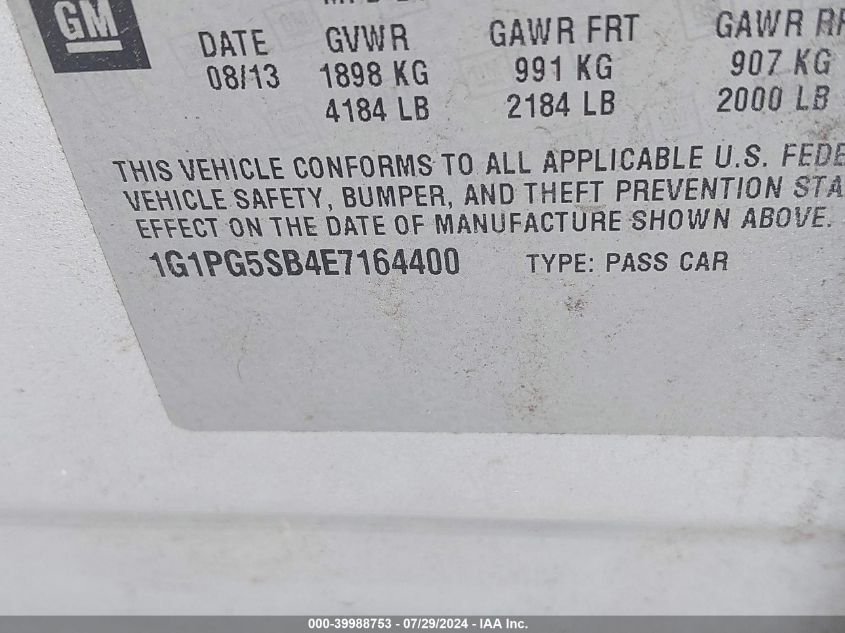 GM
DATE GVWR GAWR FRT GAWR
08/13 1898 KG 991 KG 907 KG
4184 LB 2184 LB 2000 LB
THIS VEHICLE CONFORMS TO ALL APPLICABLE U.S. FEDE
VEHICLE SAFETY, BUMPER, AND THEFT PREVENTION STA
EFFECT ON THE DATE OF MANUFACTURE SHOWN ABOVE.
1G1PG5SB4E7164400 TYPE: PASS CAR
000-39988753 - 07/29/2024 - IAA Inc.